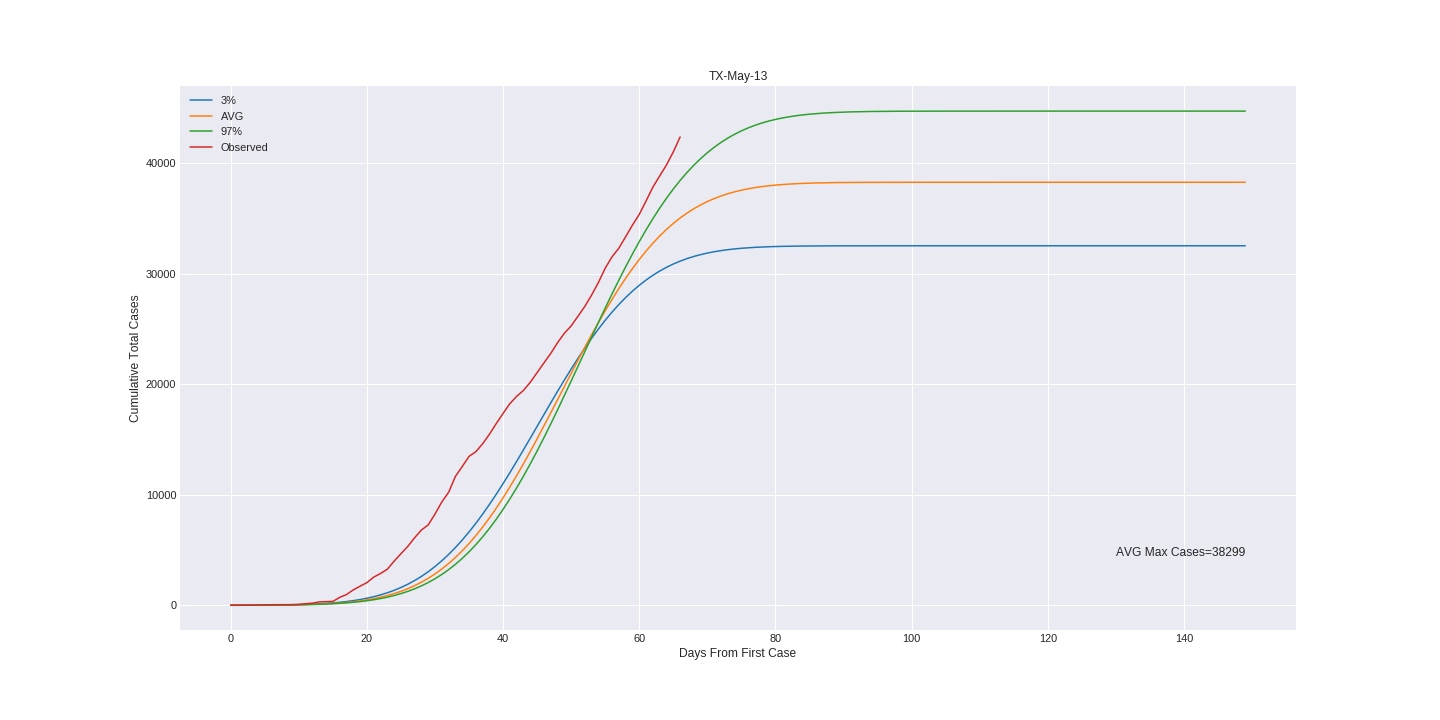 TX-May-13
3%
AVG
97%
Observed
40000
30000
20000
10000
0
Cumulative Total Cases
AVG Max Cases=38299
0 20 40 60 80 100 120 140
Days From First Case